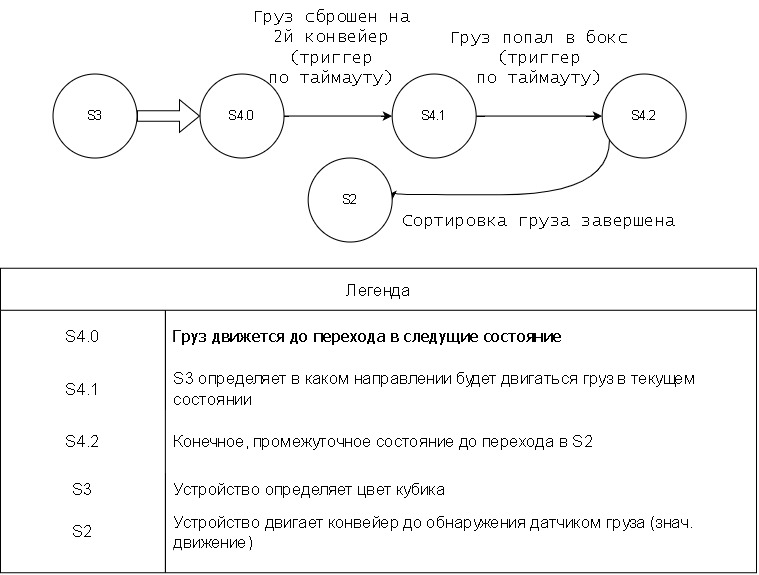 Груз сброшен на
2й конвейер
(триггер
по таймауту)
Груз попал в бокс
(триггер
по таймауту)
S3
S4.0
S4.1
S4.2
S2
Сортировка груза завершена
Легенда
S4.0
Груз движется до перехода в следущие состояние
S4.1
S3 определяет в каком направлении будет двигаться груз в текущем
состоянии
S4.2
Конечное, промежуточное состояние до перехода в S2
S3
Устройство определяет цвет кубика
S2
Устройство двигает конвейер до обнаружения датчиком груза (знач.
движение)